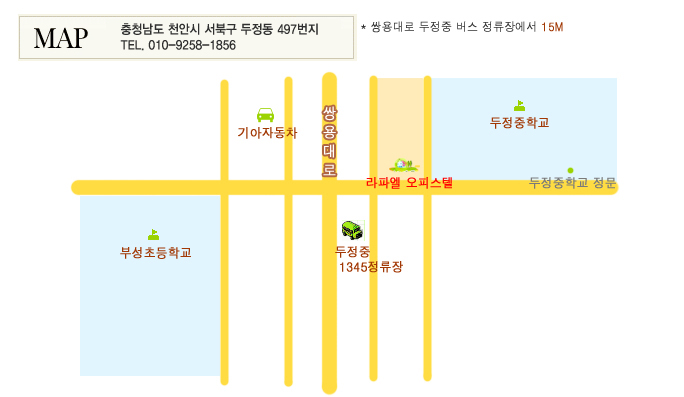 MAP
충청남도 천안시 서북구 두정동 497번지
TEL. 010-9258-1856
* 쌍용대로 두정중 버스 정류장에서 15M
쌍용대로
기아자동차
두정중학교
라파엘 오피스텔
두정중학교 정문
부성초등학교
두정중
1345정류장